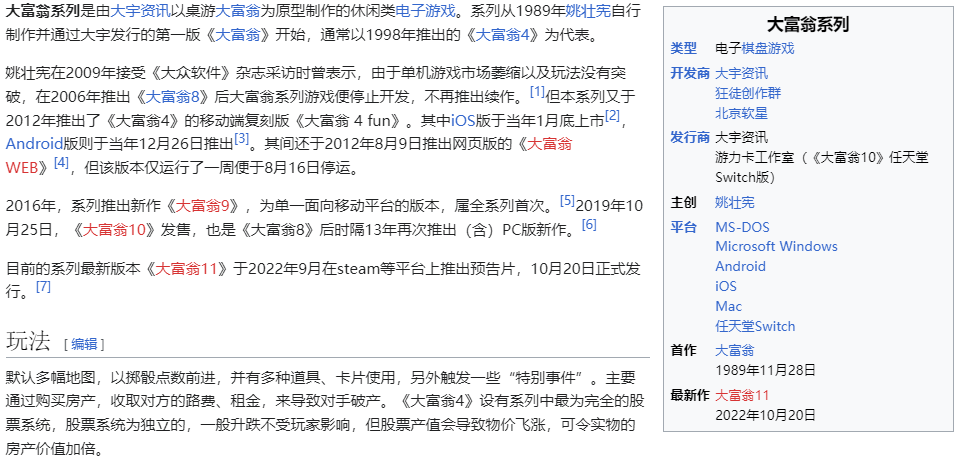 大富翁系列是由大宇资讯以桌游大富翁为原型制作的休闲类电子游戏。系列从1989年姚壮宪自行
制作并通过大宇发行的第一版《大富翁》开始，通常以1998年推出的《大富翁4》为代表。
姚壮宪在2009年接受《大众软件》杂志采访时曾表示，由于单机游戏市场萎缩以及玩法没有突
破，在2006年推出《大富翁8》后大富翁系列游戏便停止开发，不再推出续作。[1]但本系列又于
2012年推出了《大富翁4》的移动端复刻版《大富翁 4 fun》。其中iOS版于当年1月底上市[2]，
Android版则于当年12月26日推出[3]。其间还于2012年8月9日推出网页版的《大富翁
WEB》[4]，但该版本仅运行了一周便于8月16日停运。
2016年，系列推出新作《大富翁9》，为单一面向移动平台的版本，属全系列首次。[5]2019年10
月25日，《大富翁10》发售，也是《大富翁8》后时隔13年再次推出（含）PC版新作。[6]
目前的系列最新版本《大富翁11》于2022年9月在steam等平台上推出预告片，10月20日正式发
行。[7]
玩法 [编辑]
默认多幅地图，以掷骰点数前进，并有多种道具、卡片使用，另外触发一些“特别事件”。主要
通过购买房产，收取对方的路费、租金，来导致对手破产。《大富翁4》设有系列中最为完全的股
票系统，股票系统为独立的，一般升跌不受玩家影响，但股票产值会导致物价飞涨，可令实物的
房产价值加倍。
大富翁系列
类型 电子棋盘游戏
开发商 大宇资讯
狂徒创作群
北京软星
发行商 大宇资讯
游力卡工作室（《大富翁10》任天堂
Switch版）
主创 姚壮宪
平台 MS-DOS
Microsoft Windows
Android
iOS
Mac
任天堂Switch
首作 大富翁
1989年11月28日
最新作 大富翁11
2022年10月20日